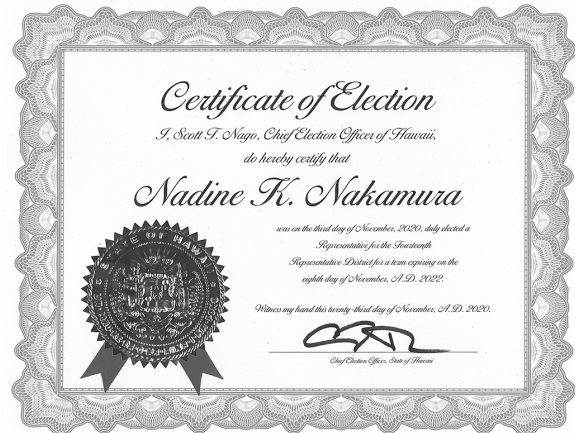 Certificate of Election
I, Scott T. Nago, Chief Election Officer of Hawaii,
do hereby certify that
Nadine K. Nakamura
was on the third day of November, 2020, duly elected a
Representative for the Fourteenth
Representative District for a term expiring on the
eighth day of November, A.D. 2022.
Witness my hand this twenty-third day of November, A.D. 2020.
Chief Election Officer, State of Hawaii
STATE OF HAWAII